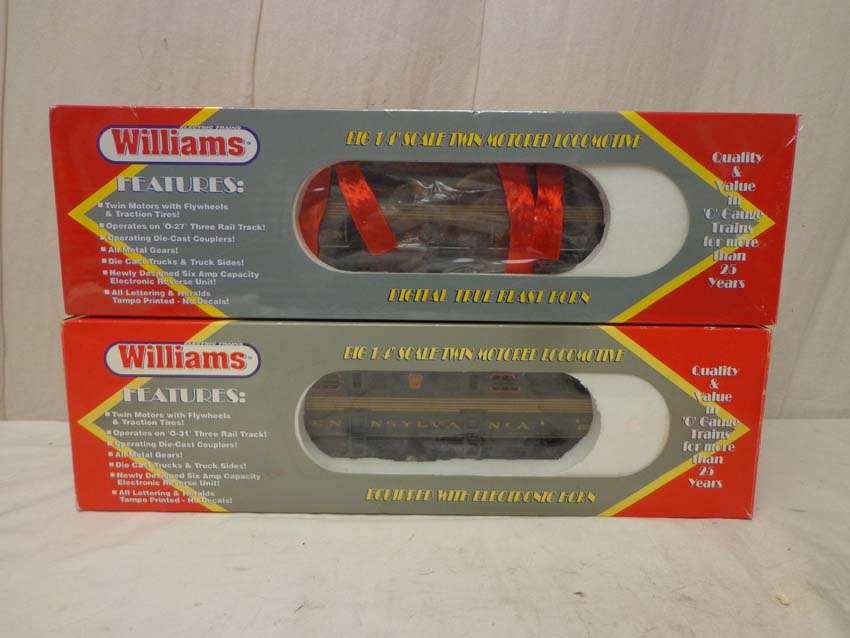 ELECTRIC TRAINS
Williams™
BIG 1/4" SCALE TWIN MOTORED LOCOMOTIVE
FEATURES:
Twin Motors with Flywheels
& Traction Tires!
Operates on 'O-27' Three Rail Track!
Operating Die-Cast Couplers!
All Metal Gears!
Die Cast Trucks & Truck Sides!
Newly Designed Six Amp Capacity
Electronic Reverse Unit!
All Lettering & Heralds
Tampo Printed - No Decals!
DIGITAL TRUE BLAST HORN
Quality
&
Value
in
'O' Gauge
Trains
for more
than
25
Years
ELECTRIC TRAINS
Williams™
BIG 1/4" SCALE TWIN MOTORED LOCOMOTIVE
FEATURES:
Twin Motors with Flywheels
& Traction Tires!
Operates on 'O-31' Three Rail Track!
Operating Die-Cast Couplers!
All Metal Gears!
Die Cast Trucks & Truck Sides!
Newly Designed Six Amp Capacity
Electronic Reverse Unit!
All Lettering & Heralds
Tampo Printed - No Decals!
EN NSYLVA NIA
EQUIPPED WITH ELECTRONIC HORN
Quality
&
Value
in
'O' Gauge
Trains
for more
than
25
Years